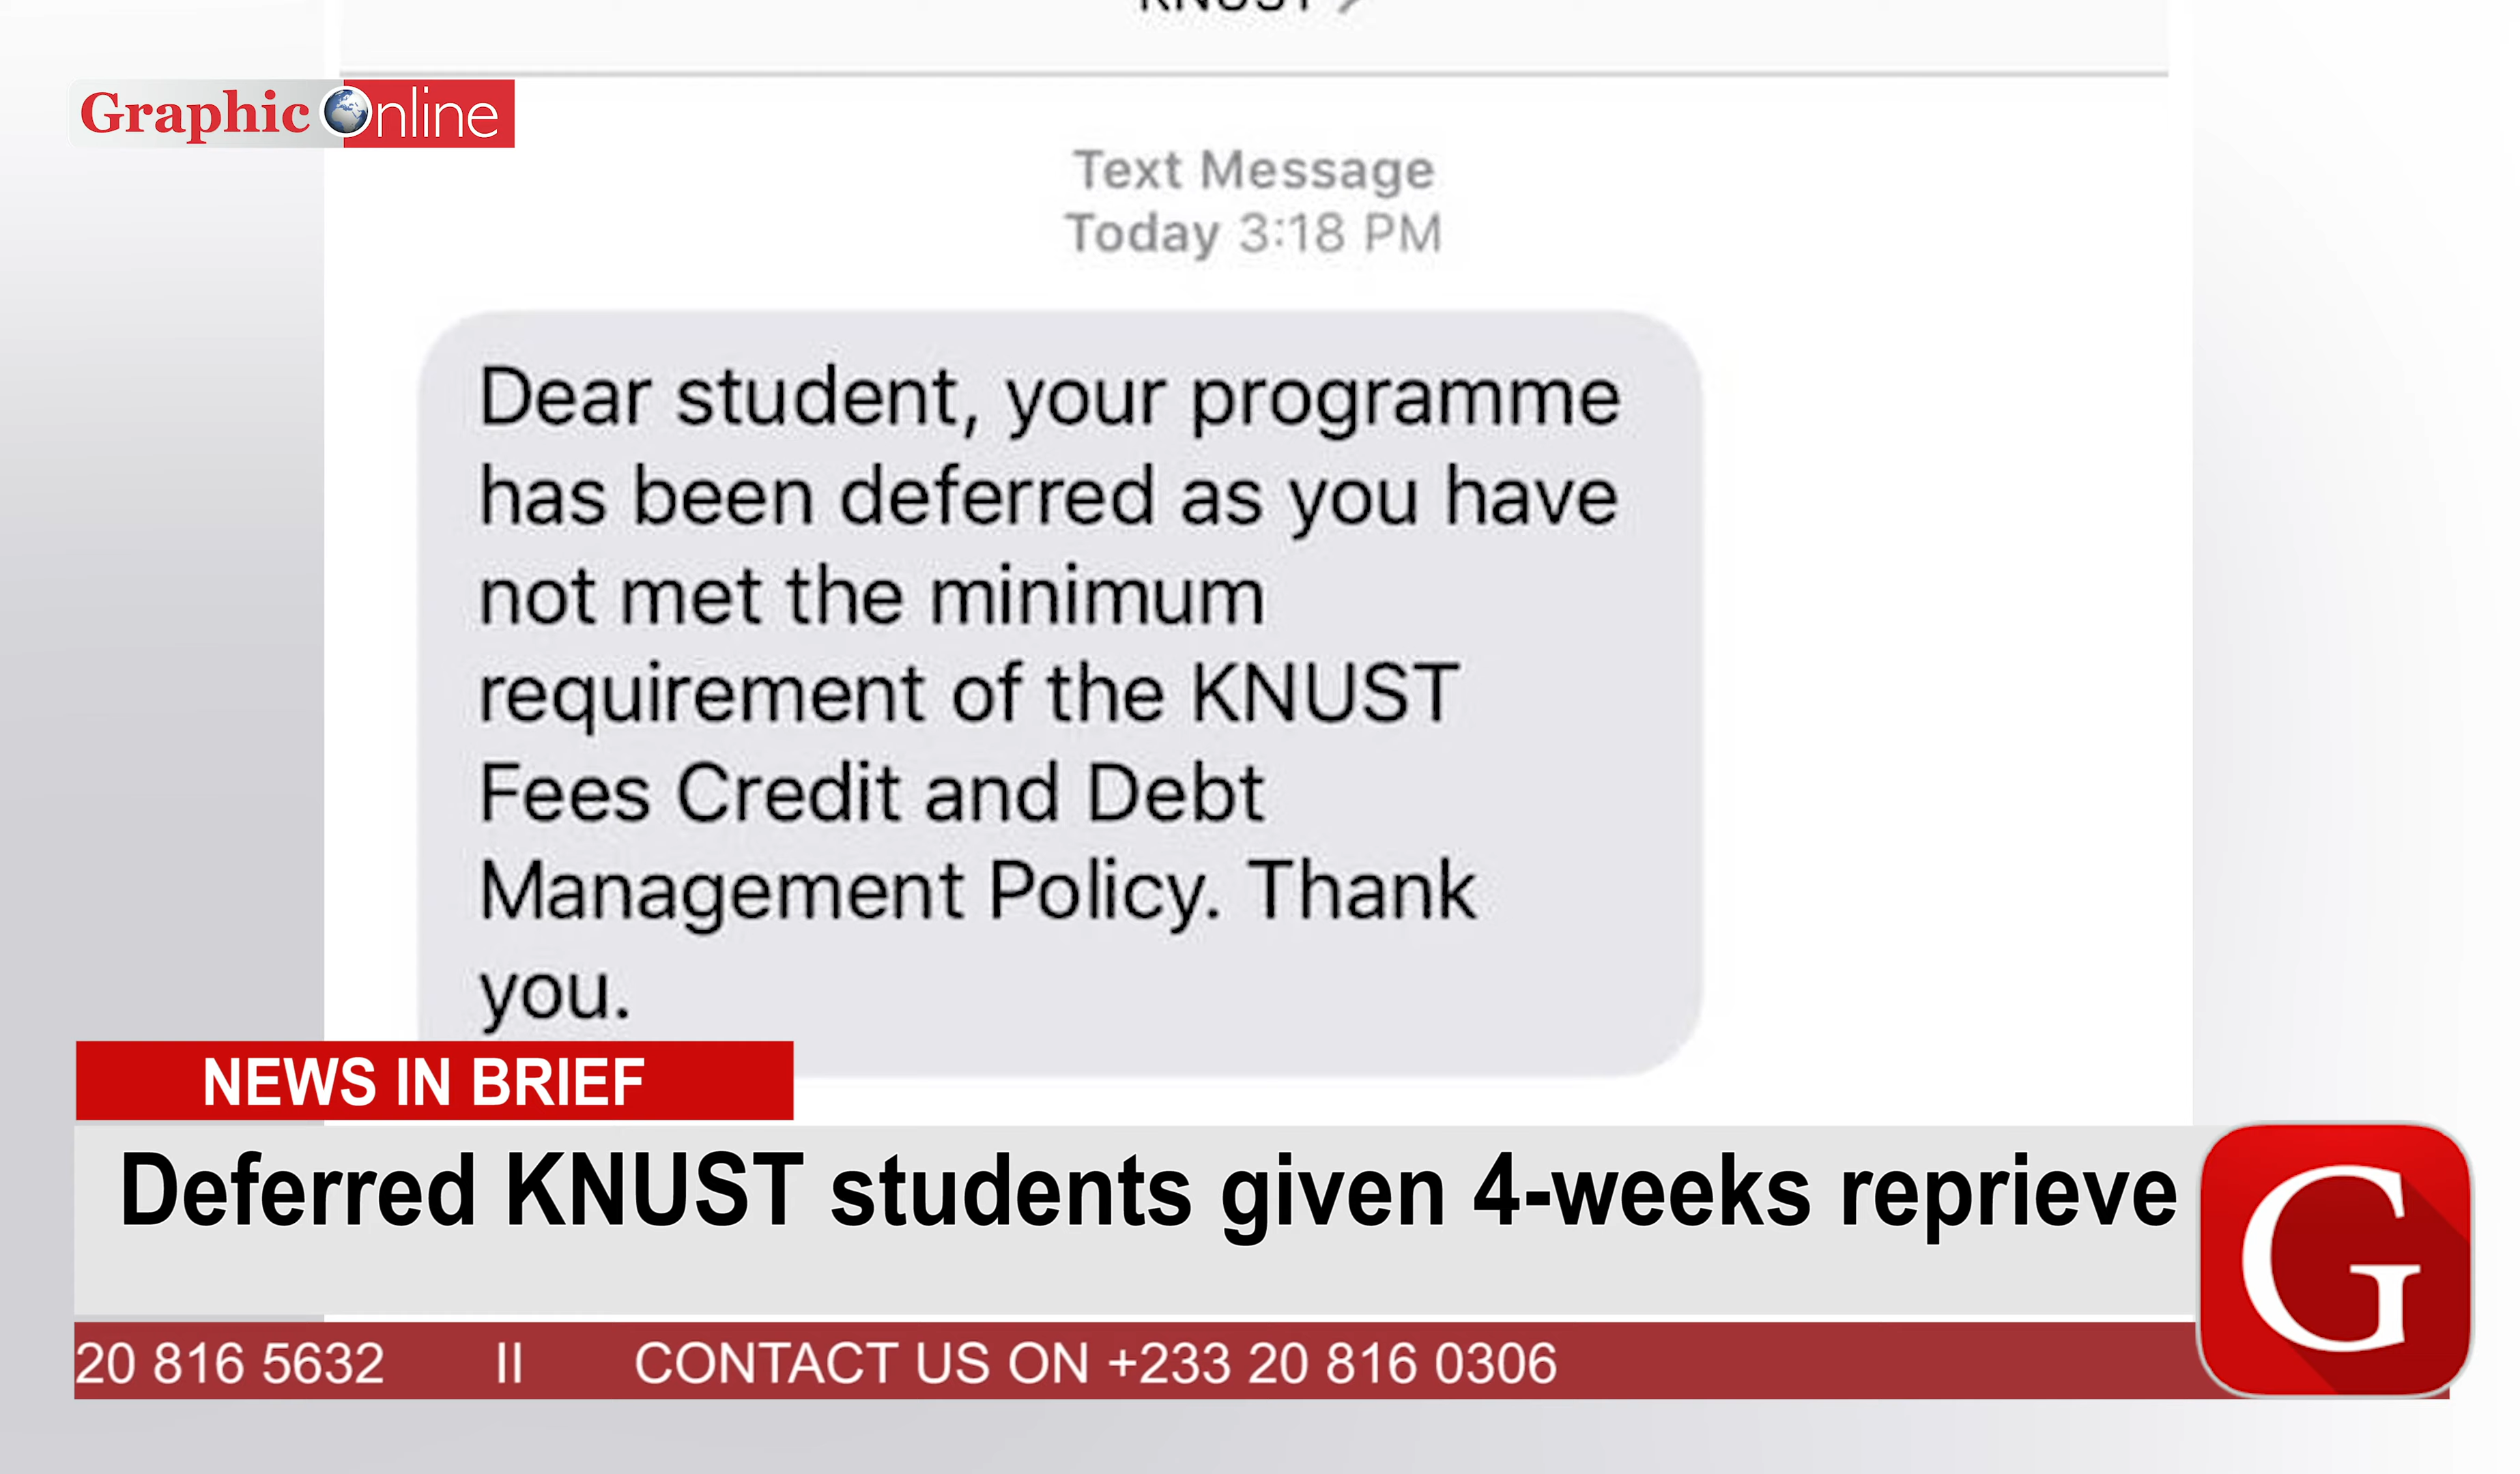 KNUST >
Graphic Online
Text Message
Today 3:18 PM
Dear student, your programme
has been deferred as you have
not met the minimum
requirement of the KNUST
Fees Credit and Debt
Management Policy. Thank
you.
NEWS IN BRIEF
Deferred KNUST students given 4-weeks reprieve
G
20 816 5632 II CONTACT US ON +233 20 816 0306